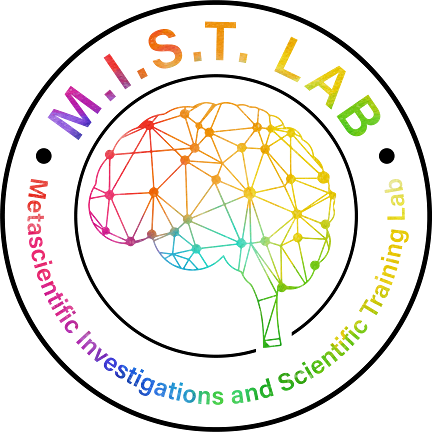 M.I.S.T. LAB
Metascientific Investigations and Scientific Training Lab